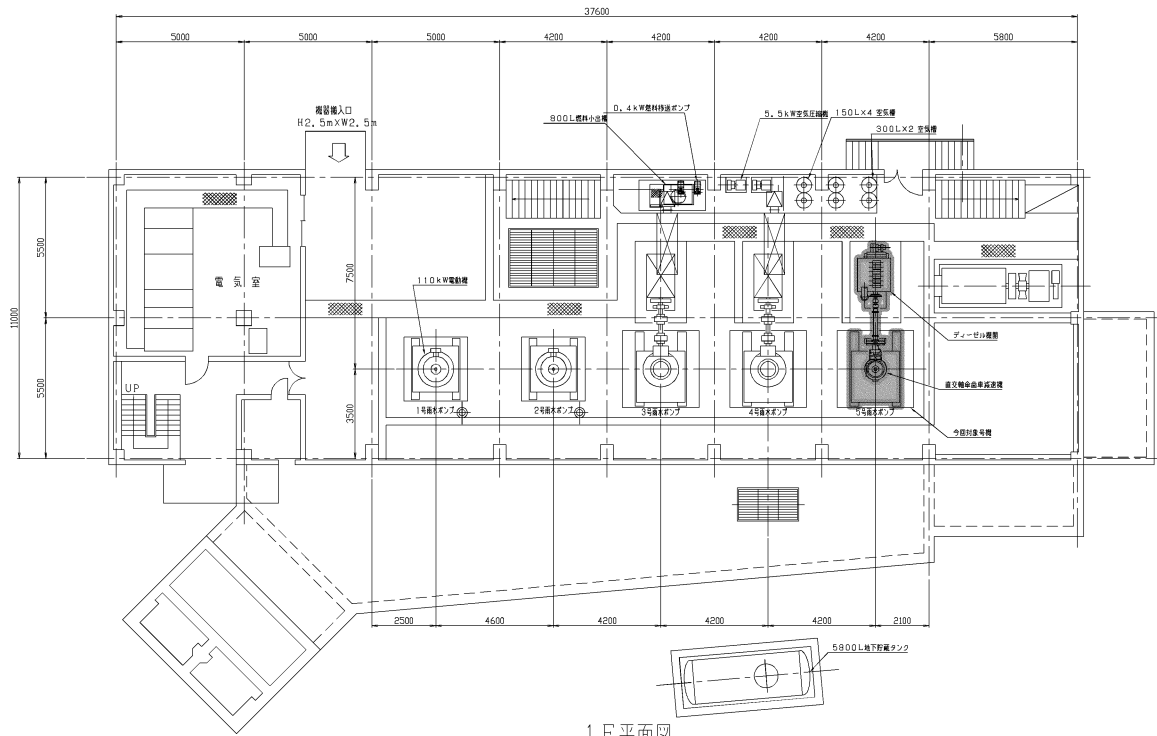 37600
5000
5000
5000
4200
4200
4200
4200
5800
機器搬入口
H2.5m×W2.5m
0.4kW燃料移送ポンプ
800L燃料小出槽
5.5kW空気圧縮機
150L×4 空気槽
300L×2 空気槽
11000
5500
5500
7500
3500
電気室
UP
110kW電動機
ディーゼル機関
直交軸傘歯車減速機
今回対象号機
1号雨水ポンプ
2号雨水ポンプ
3号雨水ポンプ
4号雨水ポンプ
5号雨水ポンプ
2500
4600
4200
4200
4200
2100
5800L地下貯蔵タンク
1F平面図